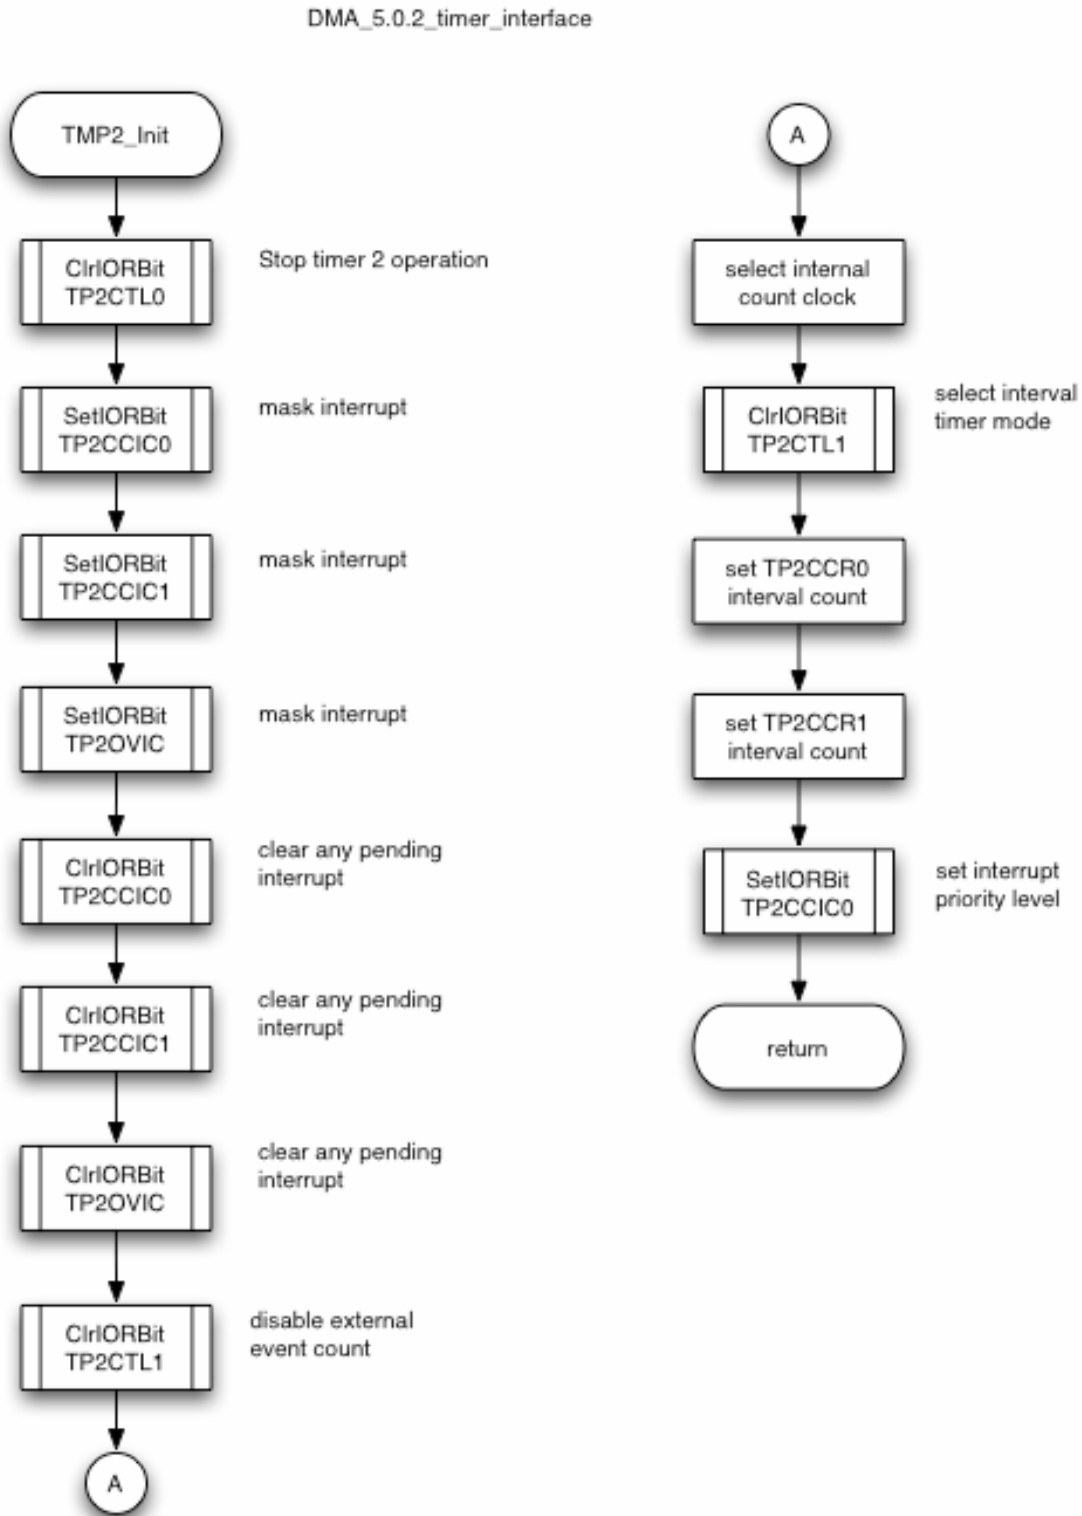 DMA_5.0.2_timer_interface
TMP2_Init
ClrIORBit
TP2CTL0
Stop timer 2 operation
SetIORBit
TP2CCIC0
mask interrupt
SetIORBit
TP2CCIC1
mask interrupt
SetIORBit
TP2OVIC
mask interrupt
ClrIORBit
TP2CCIC0
clear any pending
interrupt
ClrIORBit
TP2CCIC1
clear any pending
interrupt
ClrIORBit
TP2OVIC
clear any pending
interrupt
ClrIORBit
TP2CTL1
disable external
event count
A
A
select internal
count clock
ClrIORBit
TP2CTL1
select interval
timer mode
set TP2CCR0
interval count
set TP2CCR1
interval count
SetIORBit
TP2CCIC0
set interrupt
priority level
return